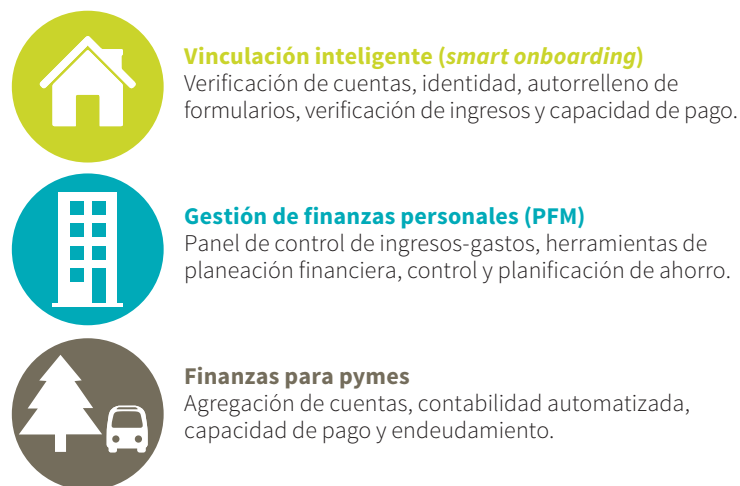 Vinculación inteligente (smart onboarding)
Verificación de cuentas, identidad, autorrelleno de
formularios, verificación de ingresos y capacidad de pago.
Gestión de finanzas personales (PFM)
Panel de control de ingresos-gastos, herramientas de
planeación financiera, control y planificación de ahorro.
Finanzas para pymes
Agregación de cuentas, contabilidad automatizada,
capacidad de pago y endeudamiento.